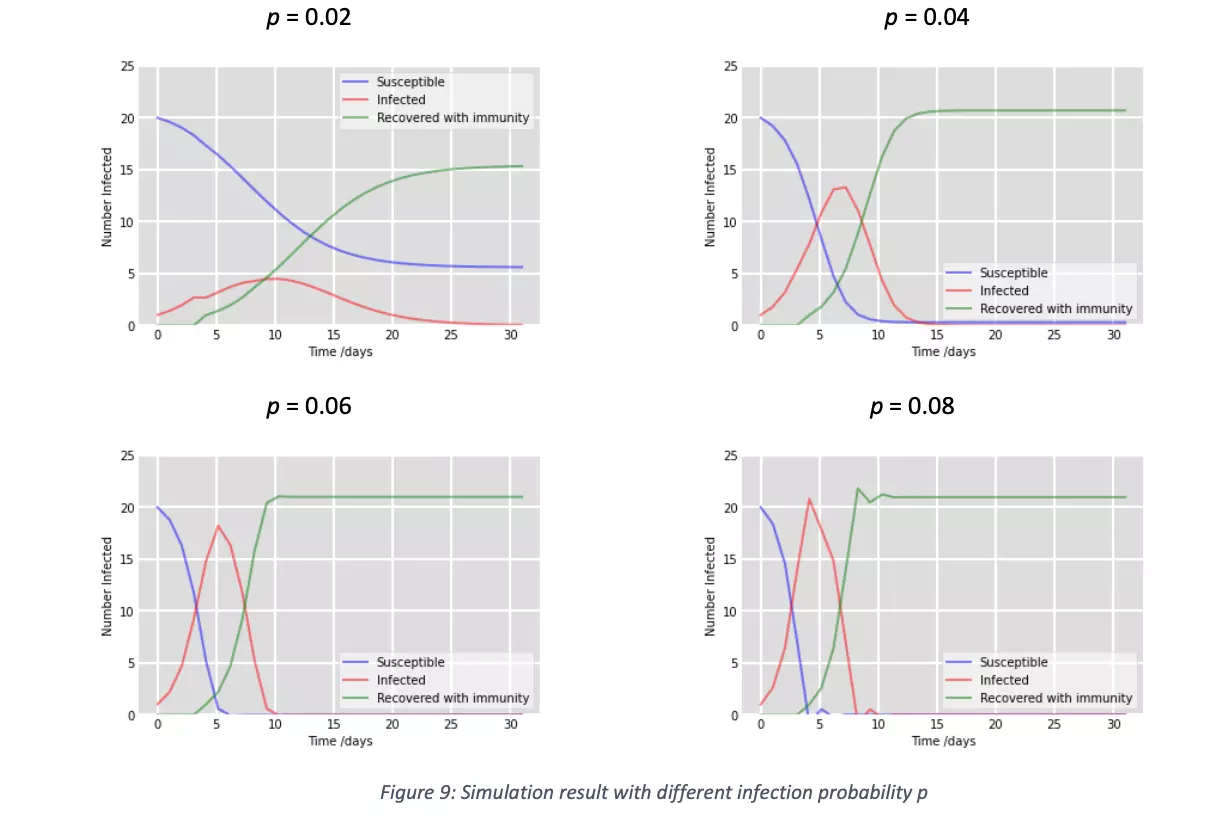 p = 0.02
p = 0.04
25
20
15
10
5
0
Number Infected
Susceptible
Infected
Recovered with immunity
0 5 10 15 20 25 30
Time /days
25
20
15
10
5
0
Number Infected
Susceptible
Infected
Recovered with immunity
0 5 10 15 20 25 30
Time /days
p = 0.06
p = 0.08
25
20
15
10
5
0
Number Infected
Susceptible
Infected
Recovered with immunity
0 5 10 15 20 25 30
Time /days
25
20
15
10
5
0
Number Infected
Susceptible
Infected
Recovered with immunity
0 5 10 15 20 25 30
Time /days
Figure 9: Simulation result with different infection probability p